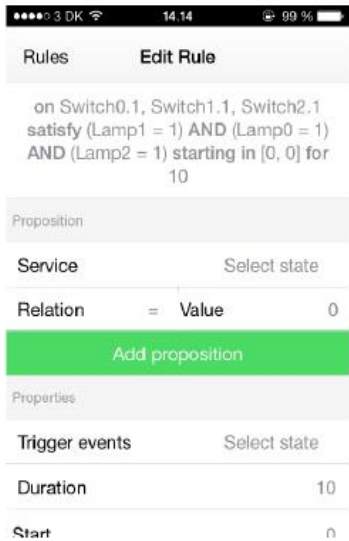 3 DK 14.14 99 %
Rules Edit Rule
on Switch0.1, Switch1.1, Switch2.1
satisfy (Lamp1 = 1) AND (Lamp0 = 1)
AND (Lamp2 = 1) starting in [0, 0] for
10
Proposition
Service Select state
Relation = Value 0
Add proposition
Properties
Trigger events Select state
Duration 10
Start 0